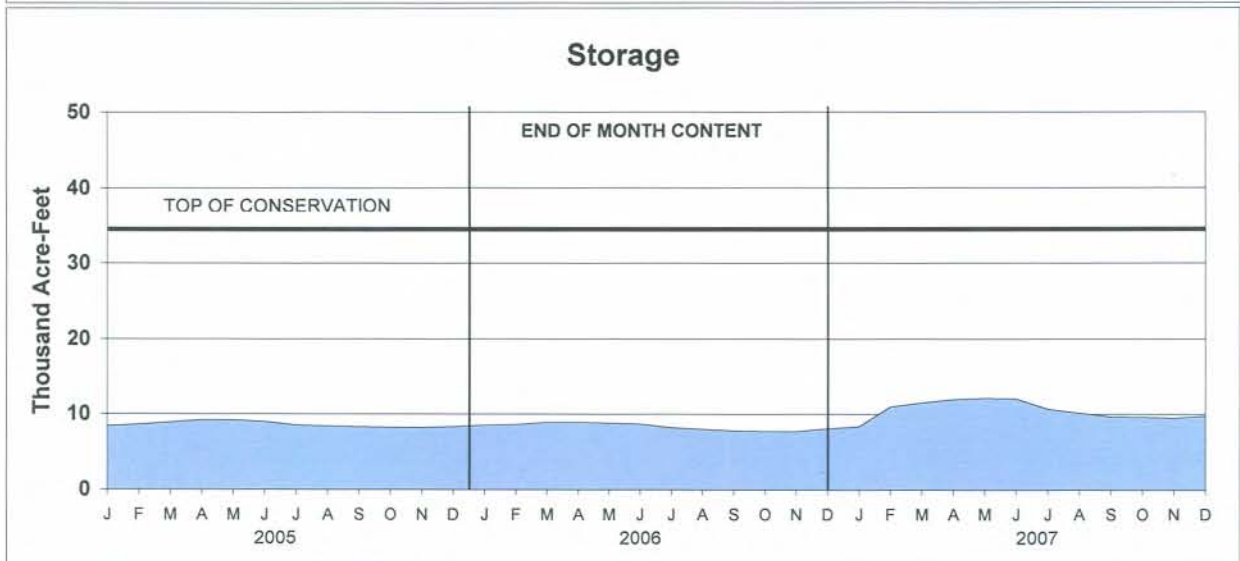 Storage
Thousand Acre-Feet
50
40
30
20
10
0
END OF MONTH CONTENT
TOP OF CONSERVATION
J F M A M J J A S O N D J F M A M J J A S O N D J F M A M J J A S O N D
2005 2006 2007